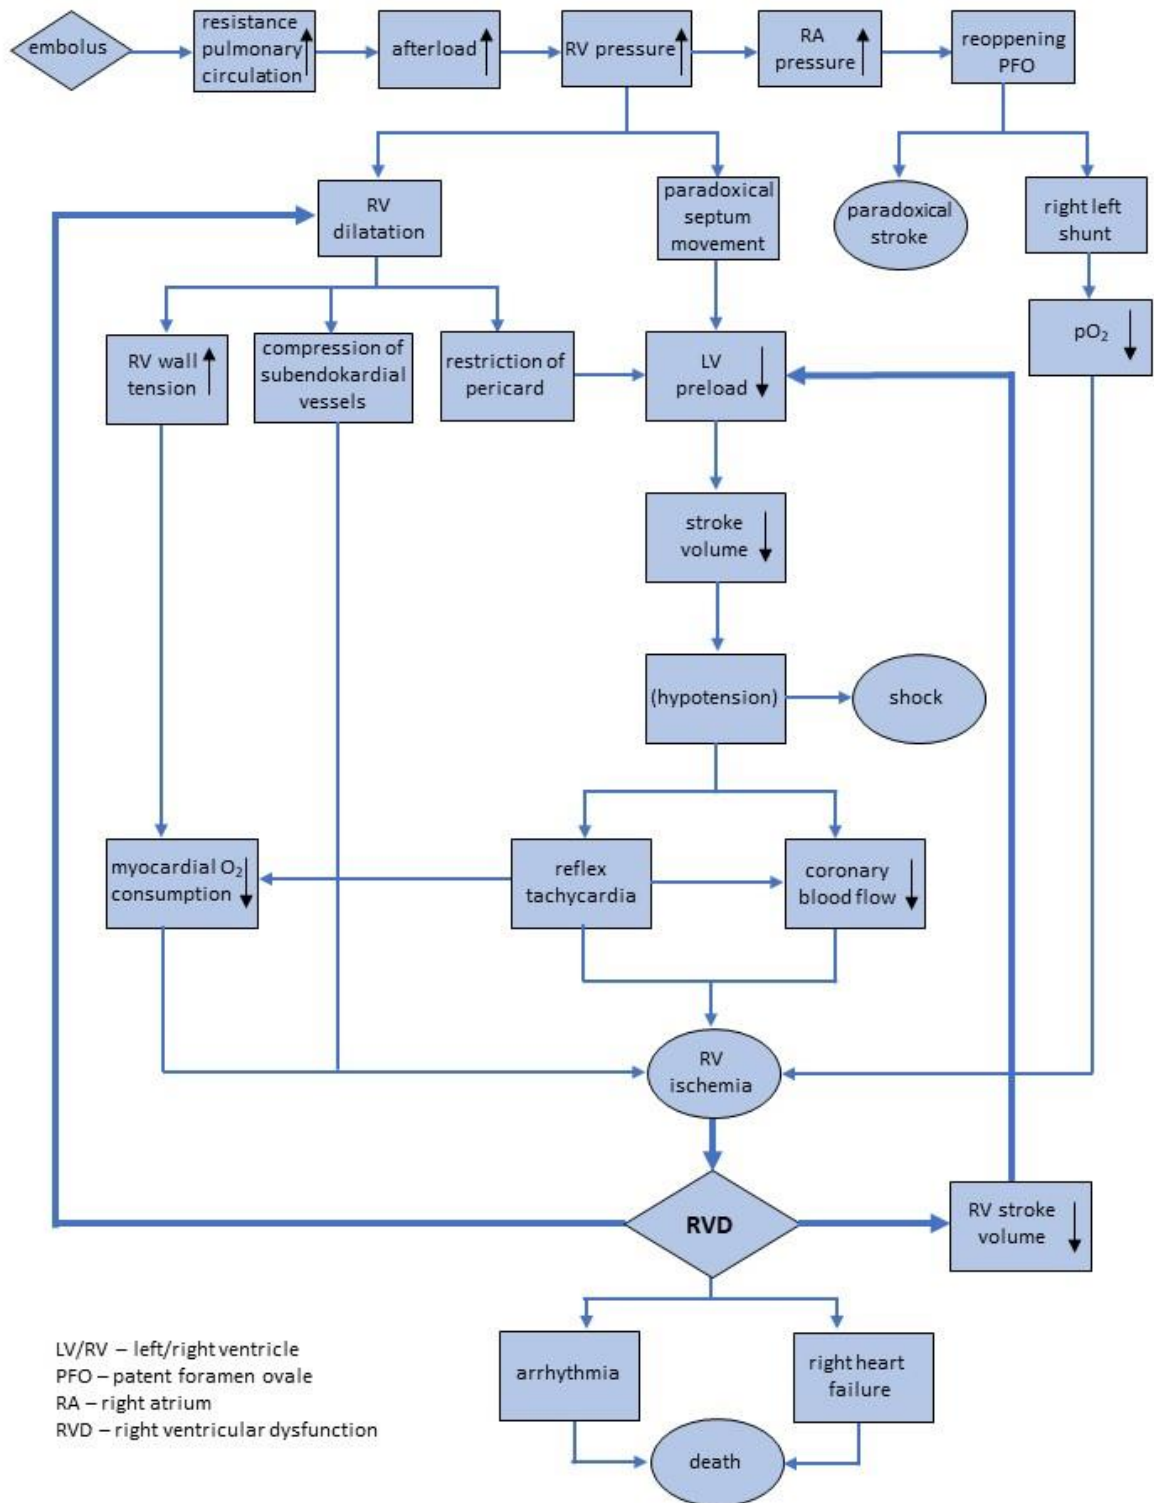 embolus
resistance
pulmonary
circulation
afterload
RV pressure
RA
pressure
reoppening
PFO
RV
dilatation
paradoxical
septum
movement
paradoxical
stroke
right left
shunt
RV wall
tension
compression of
subendokardial
vessels
restriction of
pericard
LV
preload
pO₂
stroke
volume
(hypotension)
shock
myocardial O₂
consumption
reflex
tachycardia
coronary
blood flow
RV
ischemia
RVD
RV stroke
volume
arrhythmia
right heart
failure
death
LV/RV – left/right ventricle
PFO – patent foramen ovale
RA – right atrium
RVD – right ventricular dysfunction